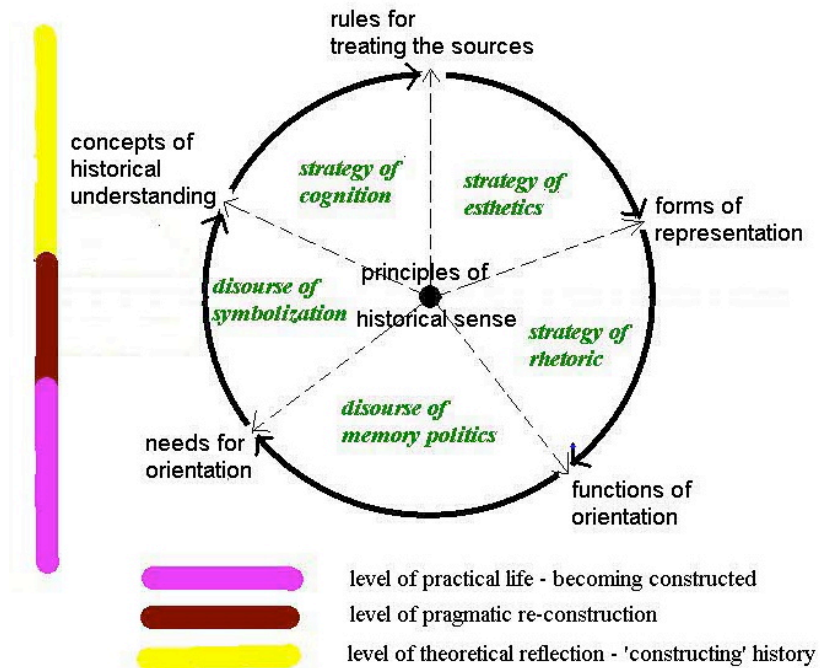 rules for
treating the sources
concepts of
historical
understanding
strategy of
cognition
strategy of
esthetics
forms of
representation
principles of
historical sense
disourse of
symbolization
strategy of
rhetoric
disourse of
memory politics
needs for
orientation
functions of
orientation
level of practical life - becoming constructed
level of pragmatic re-construction
level of theoretical reflection - 'constructing' history